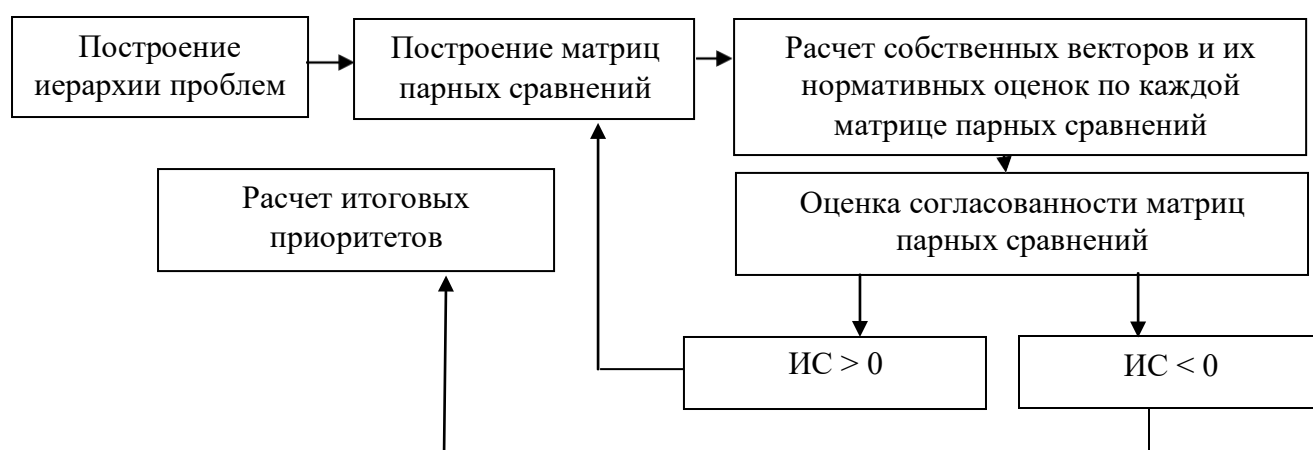 Построение
иерархии проблем
Построение матриц
парных сравнений
Расчет собственных векторов и их
нормативных оценок по каждой
матрице парных сравнений
Расчет итоговых
приоритетов
Оценка согласованности матриц
парных сравнений
ИС > 0
ИС < 0